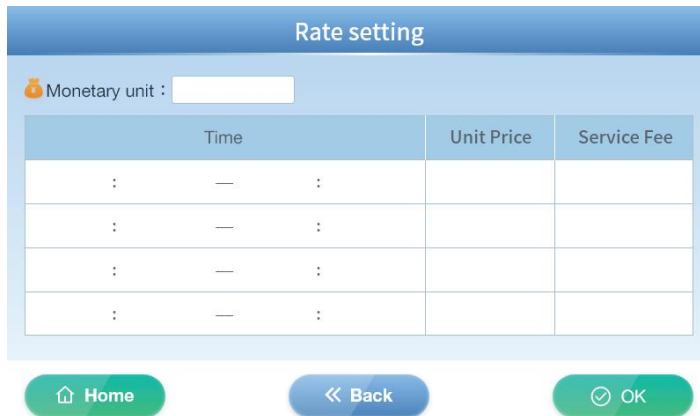 Rate setting
Monetary unit：
Time Unit Price Service Fee
: — :
: — :
: — :
: — :
Home Back OK